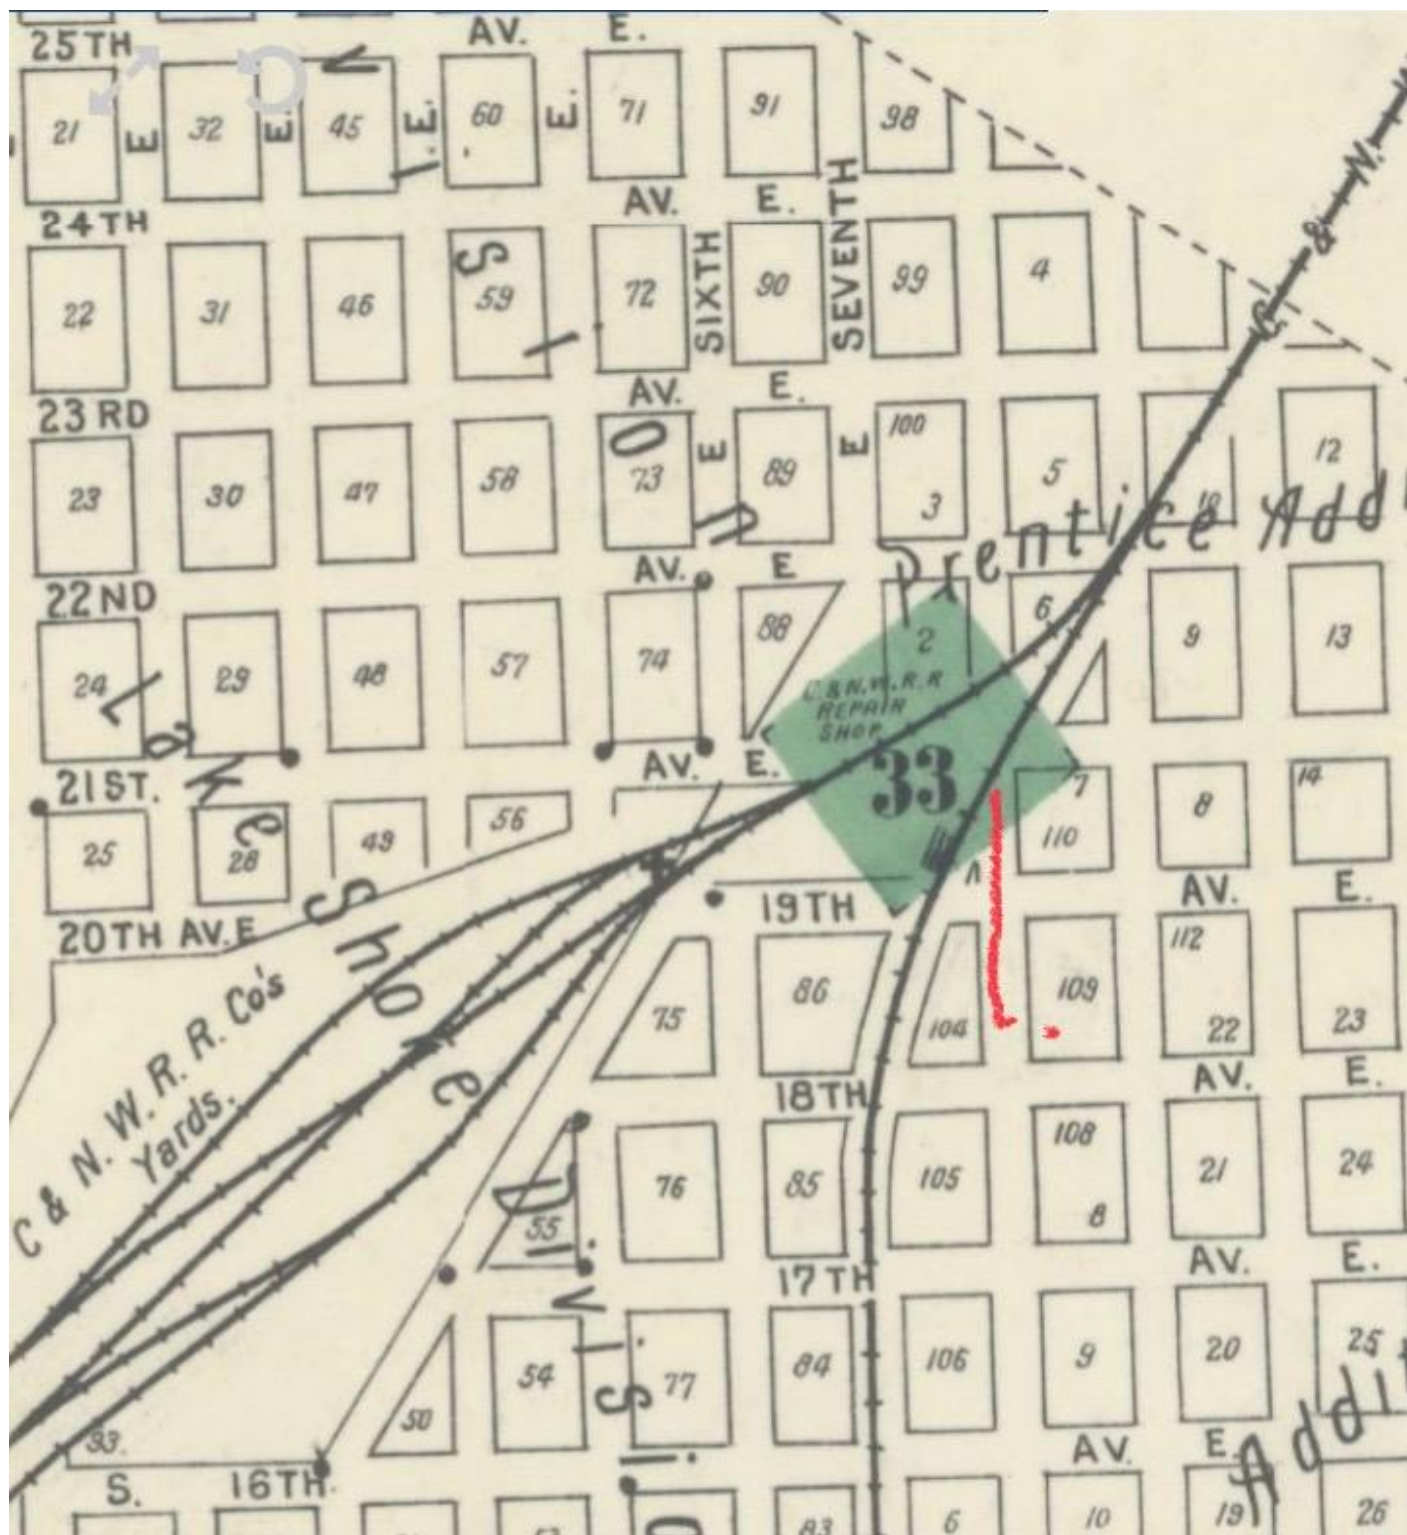 25TH AV. E.
21 E 32 E. 45 I.E. 60 E. 71 91 98
24TH AV. E.
22 31 46 59 72 SIXTH 90 SEVENTH 99 4
23RD AV. E.
23 30 47 58 73 E 89 E 100 3 5 10 12
Prentice Addi
C. & N. W.
22ND AV. E
24 29 48 57 74 88 2 6 9 13
C. & N.W. R.R
REPAIR
SHOP
33
21ST. AV. E.
25 28 49 56 7 110 8 14
20TH AV. E 19TH AV. E.
75 86 104 109 112 22 23
C & N. W. R. R. Co's
Yards.
18TH AV. E.
55 76 85 105 108 8 21 24
17TH AV. E.
50 54 77 84 106 9 20 25
93.
S. 16TH AV. E.
83 6 10 19 26
Lake Shore Division
Addit